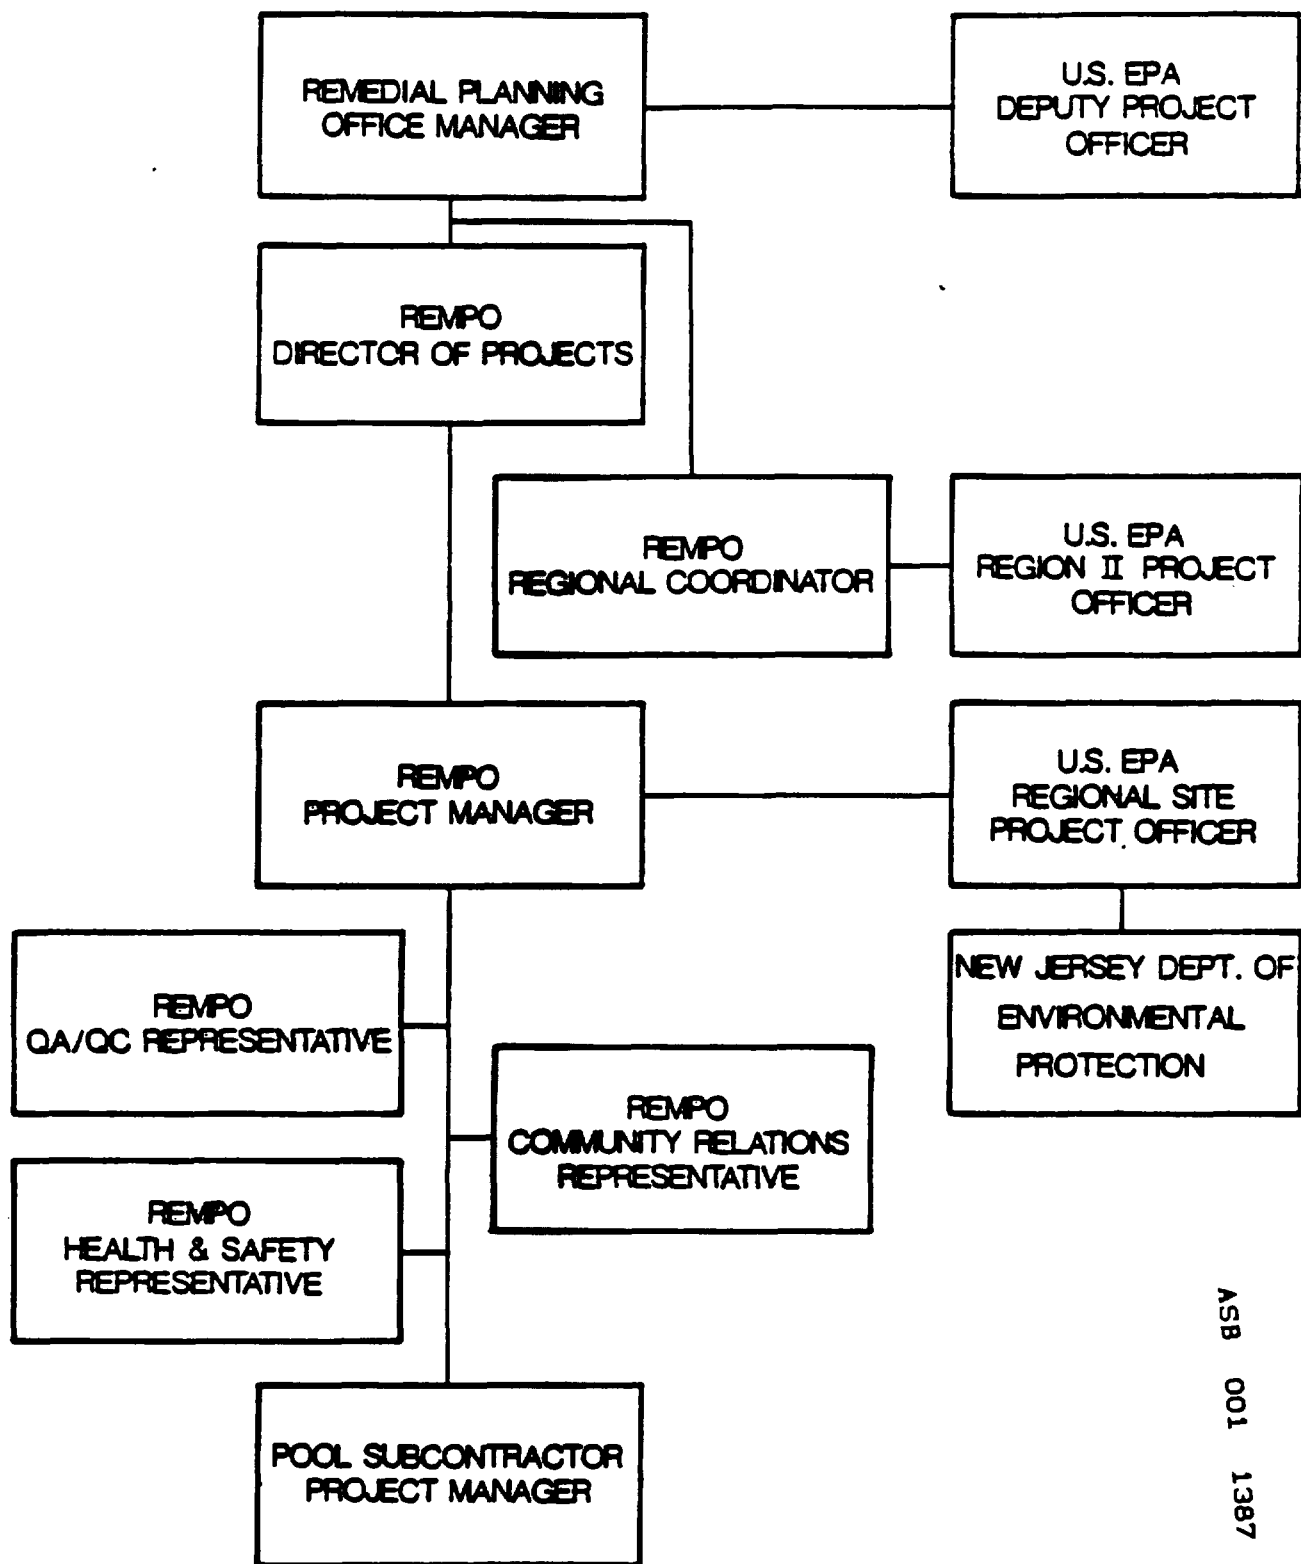 REMEDIAL PLANNING
OFFICE MANAGER
U.S. EPA
DEPUTY PROJECT
OFFICER
REMPO
DIRECTOR OF PROJECTS
REMPO
REGIONAL COORDINATOR
U.S. EPA
REGION II PROJECT
OFFICER
REMPO
PROJECT MANAGER
U.S. EPA
REGIONAL SITE
PROJECT OFFICER
NEW JERSEY DEPT. OF
ENVIRONMENTAL
PROTECTION
REMPO
QA/QC REPRESENTATIVE
REMPO
COMMUNITY RELATIONS
REPRESENTATIVE
REMPO
HEALTH & SAFETY
REPRESENTATIVE
POOL SUBCONTRACTOR
PROJECT MANAGER
ASB 001 1387